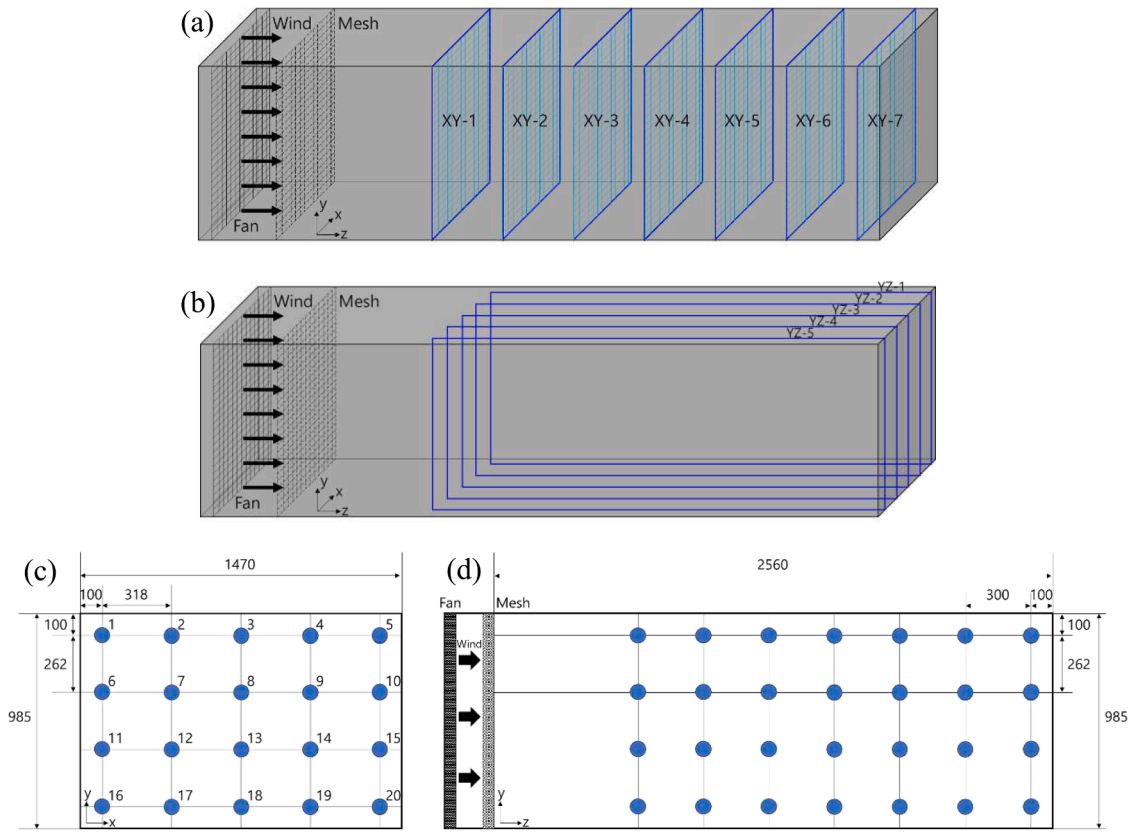 (a)
Wind
Mesh
XY-1
XY-2
XY-3
XY-4
XY-5
XY-6
XY-7
y
x
z
Fan
(b)
Wind
Mesh
YZ-1
YZ-2
YZ-3
YZ-4
YZ-5
y
x
z
Fan
(c)
1470
100
318
100
1
2
3
4
5
262
6
7
8
9
10
985
11
12
13
14
15
16
17
18
19
20
y
x
(d)
2560
Fan
Mesh
300
100
100
Wind
262
985
y
z